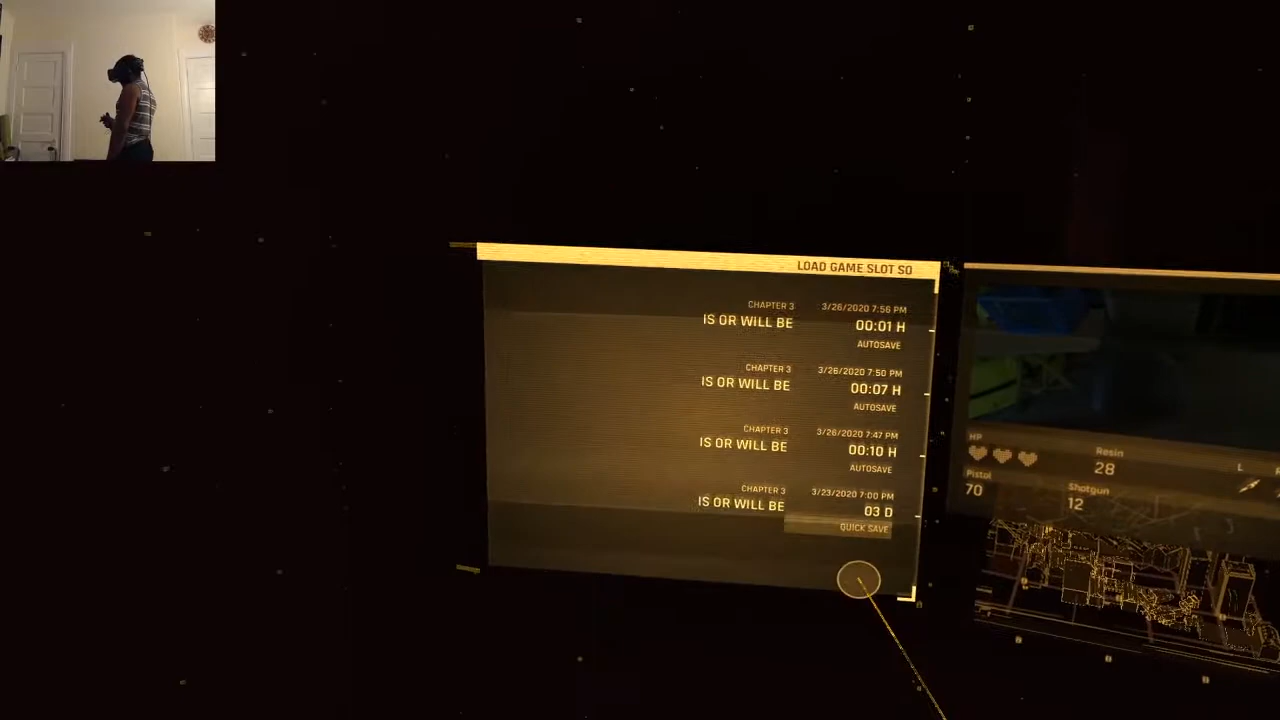 LOAD GAME SLOT S0
CHAPTER 3 3/26/2020 7:56 PM
IS OR WILL BE 00:01 H
AUTOSAVE
CHAPTER 3 3/26/2020 7:50 PM
IS OR WILL BE 00:07 H
AUTOSAVE
CHAPTER 3 3/26/2020 7:47 PM
IS OR WILL BE 00:10 H
AUTOSAVE
CHAPTER 3 3/23/2020 7:00 PM
IS OR WILL BE 03 D
QUICK SAVE
HP
Resin
28
L
Pistol
70
Shotgun
12